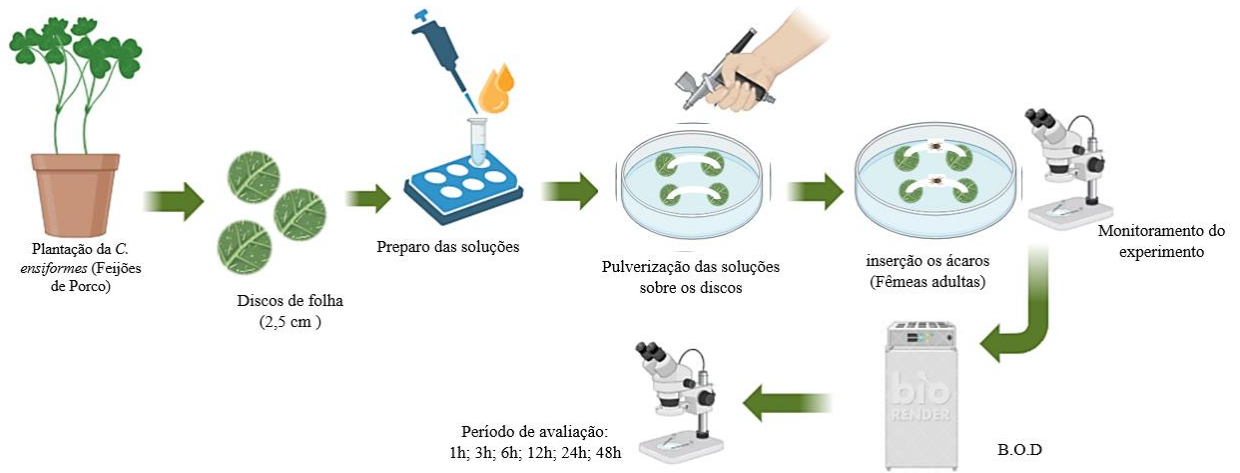 Plantação da C.
ensiformes (Feijões
de Porco)
Discos de folha
(2,5 cm )
Preparo das soluções
Pulverização das soluções
sobre os discos
inserção os ácaros
(Fêmeas adultas)
Monitoramento do
experimento
bio
RENDER
B.O.D
Período de avaliação:
1h; 3h; 6h; 12h; 24h; 48h